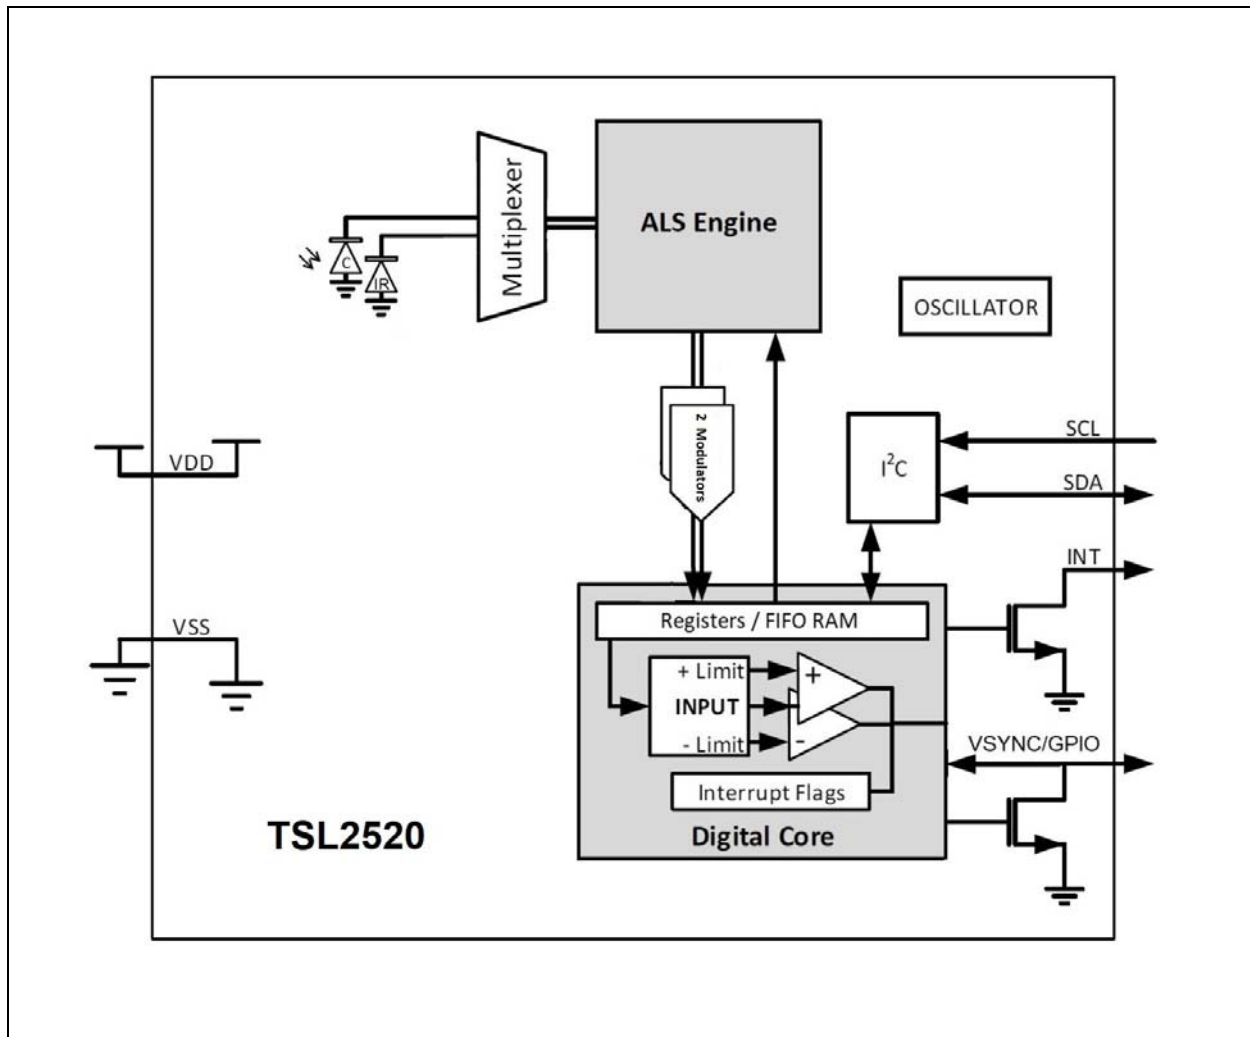 Multiplexer
ALS Engine
C
IR
OSCILLATOR
2 Modulators
I²C
SCL
SDA
INT
VDD
VSS
Registers / FIFO RAM
+ Limit
INPUT
- Limit
+
-
Interrupt Flags
Digital Core
VSYNC/GPIO
TSL2520